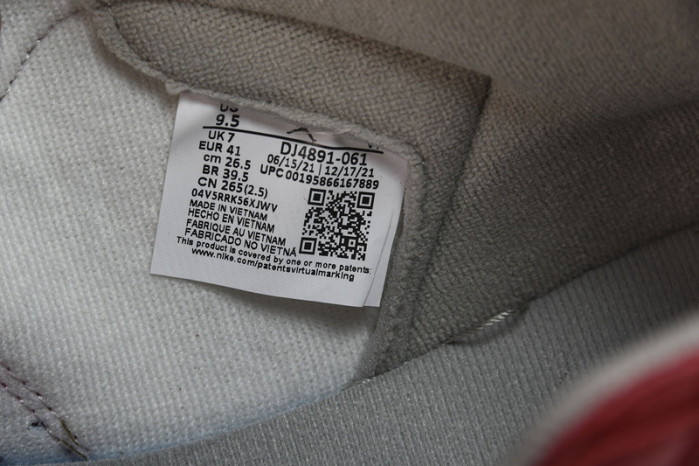 US
9.5
UK 7
EUR 41
cm 26.5
BR 39.5
CN 265(2.5)
DJ4891-061
06/15/21 | 12/17/21
UPC 00195866167889
04V5RRK56XJWV
MADE IN VIETNAM
HECHO EN VIETNAM
FABRIQUE AU VIETNAM
FABRICADO NO VIETNA
This product is covered by one or more patents:
www.nike.com/patentsvirtualmarking